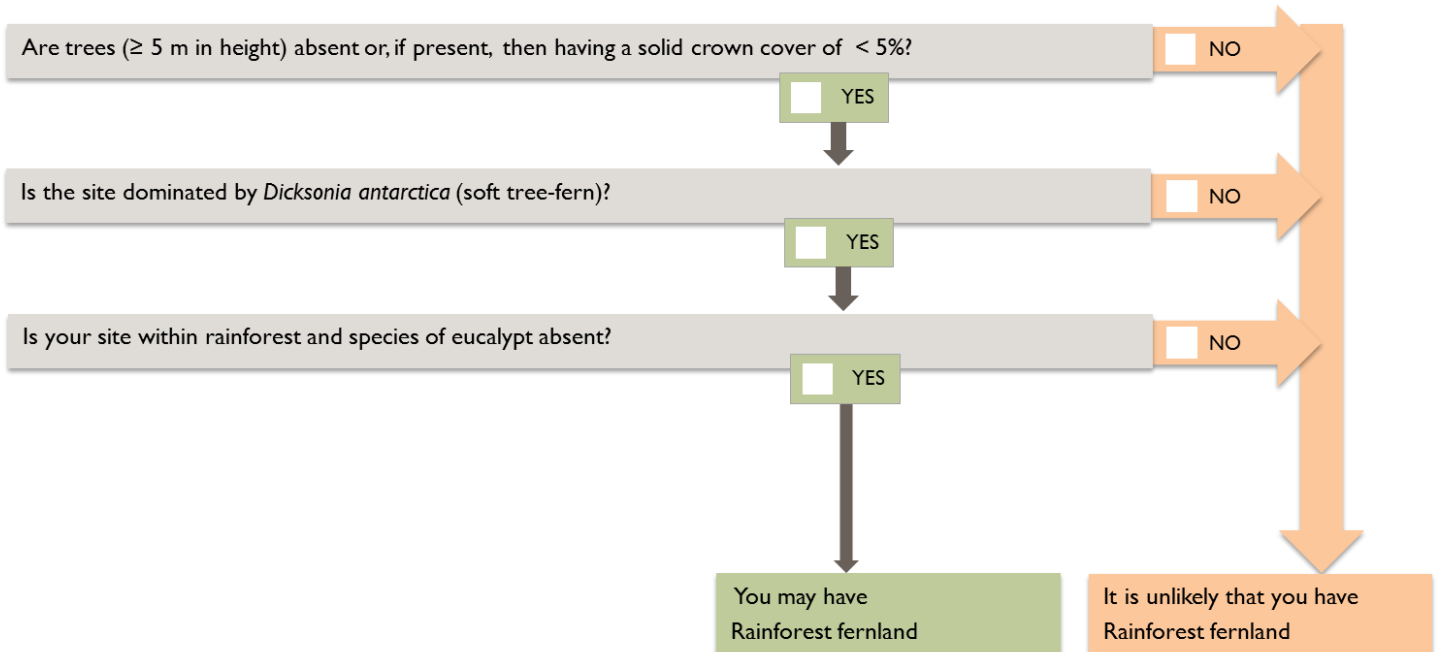 Are trees (≥ 5 m in height) absent or, if present, then having a solid crown cover of < 5%?
NO
YES
Is the site dominated by Dicksonia antarctica (soft tree-fern)?
NO
YES
Is your site within rainforest and species of eucalypt absent?
NO
YES
You may have
Rainforest fernland
It is unlikely that you have
Rainforest fernland